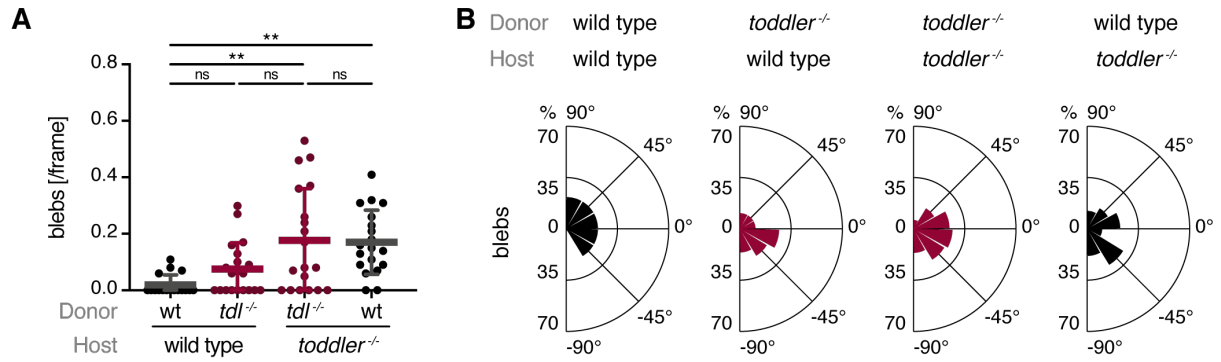 A
**
**
ns ns ns
0.8
0.6
0.4
0.2
0.0
blebs [/frame]
Donor wt tdl -/- tdl -/- wt
Host wild type toddler -/-
B
Donor wild type toddler -/- toddler -/- wild type
Host wild type wild type toddler -/- toddler -/-
% 90° % 90° % 90° % 90°
70 45° 70 45° 70 45° 70 45°
35 35 35 35
0 0° 0 0° 0 0° 0 0°
35 35 35 35
70 -45° 70 -45° 70 -45° 70 -45°
-90° -90° -90° -90°
blebs